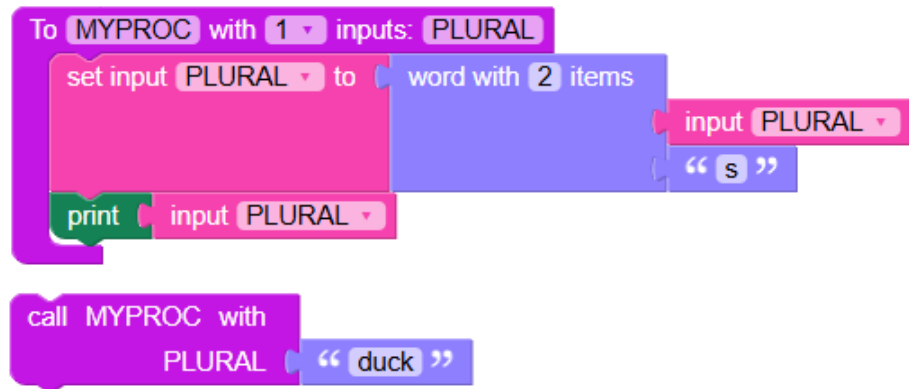 To MYPROC with 1 inputs: PLURAL
set input PLURAL to word with 2 items
input PLURAL
“ s ”
print input PLURAL
call MYPROC with
PLURAL “ duck ”